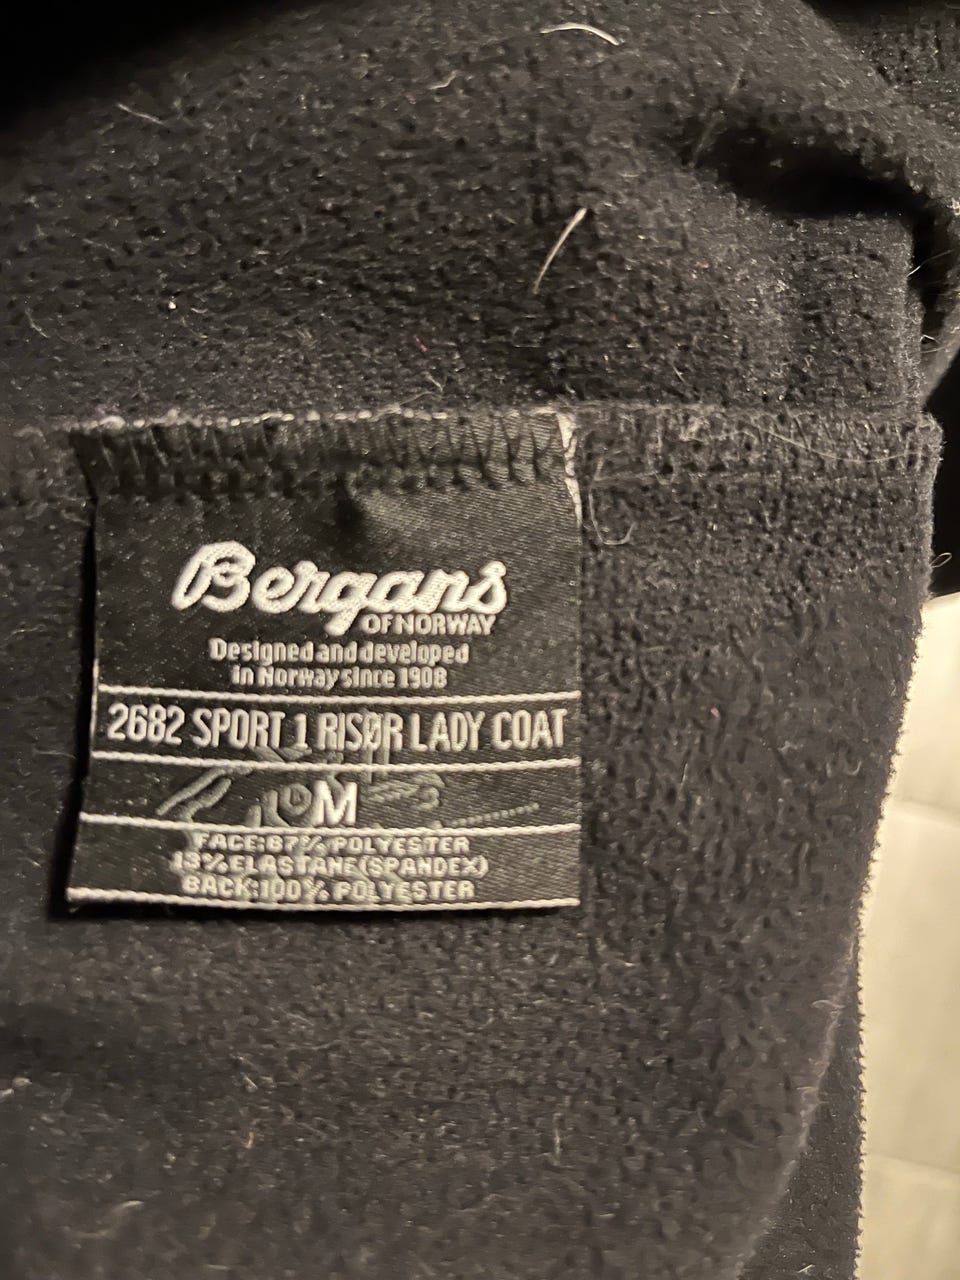 Bergans
OF NORWAY
Designed and developed
in Norway since 1908
2682 SPORT 1 RISØR LADY COAT
M
FACE:87% POLYESTER
13% ELASTANE(SPANDEX)
BACK:100% POLYESTER